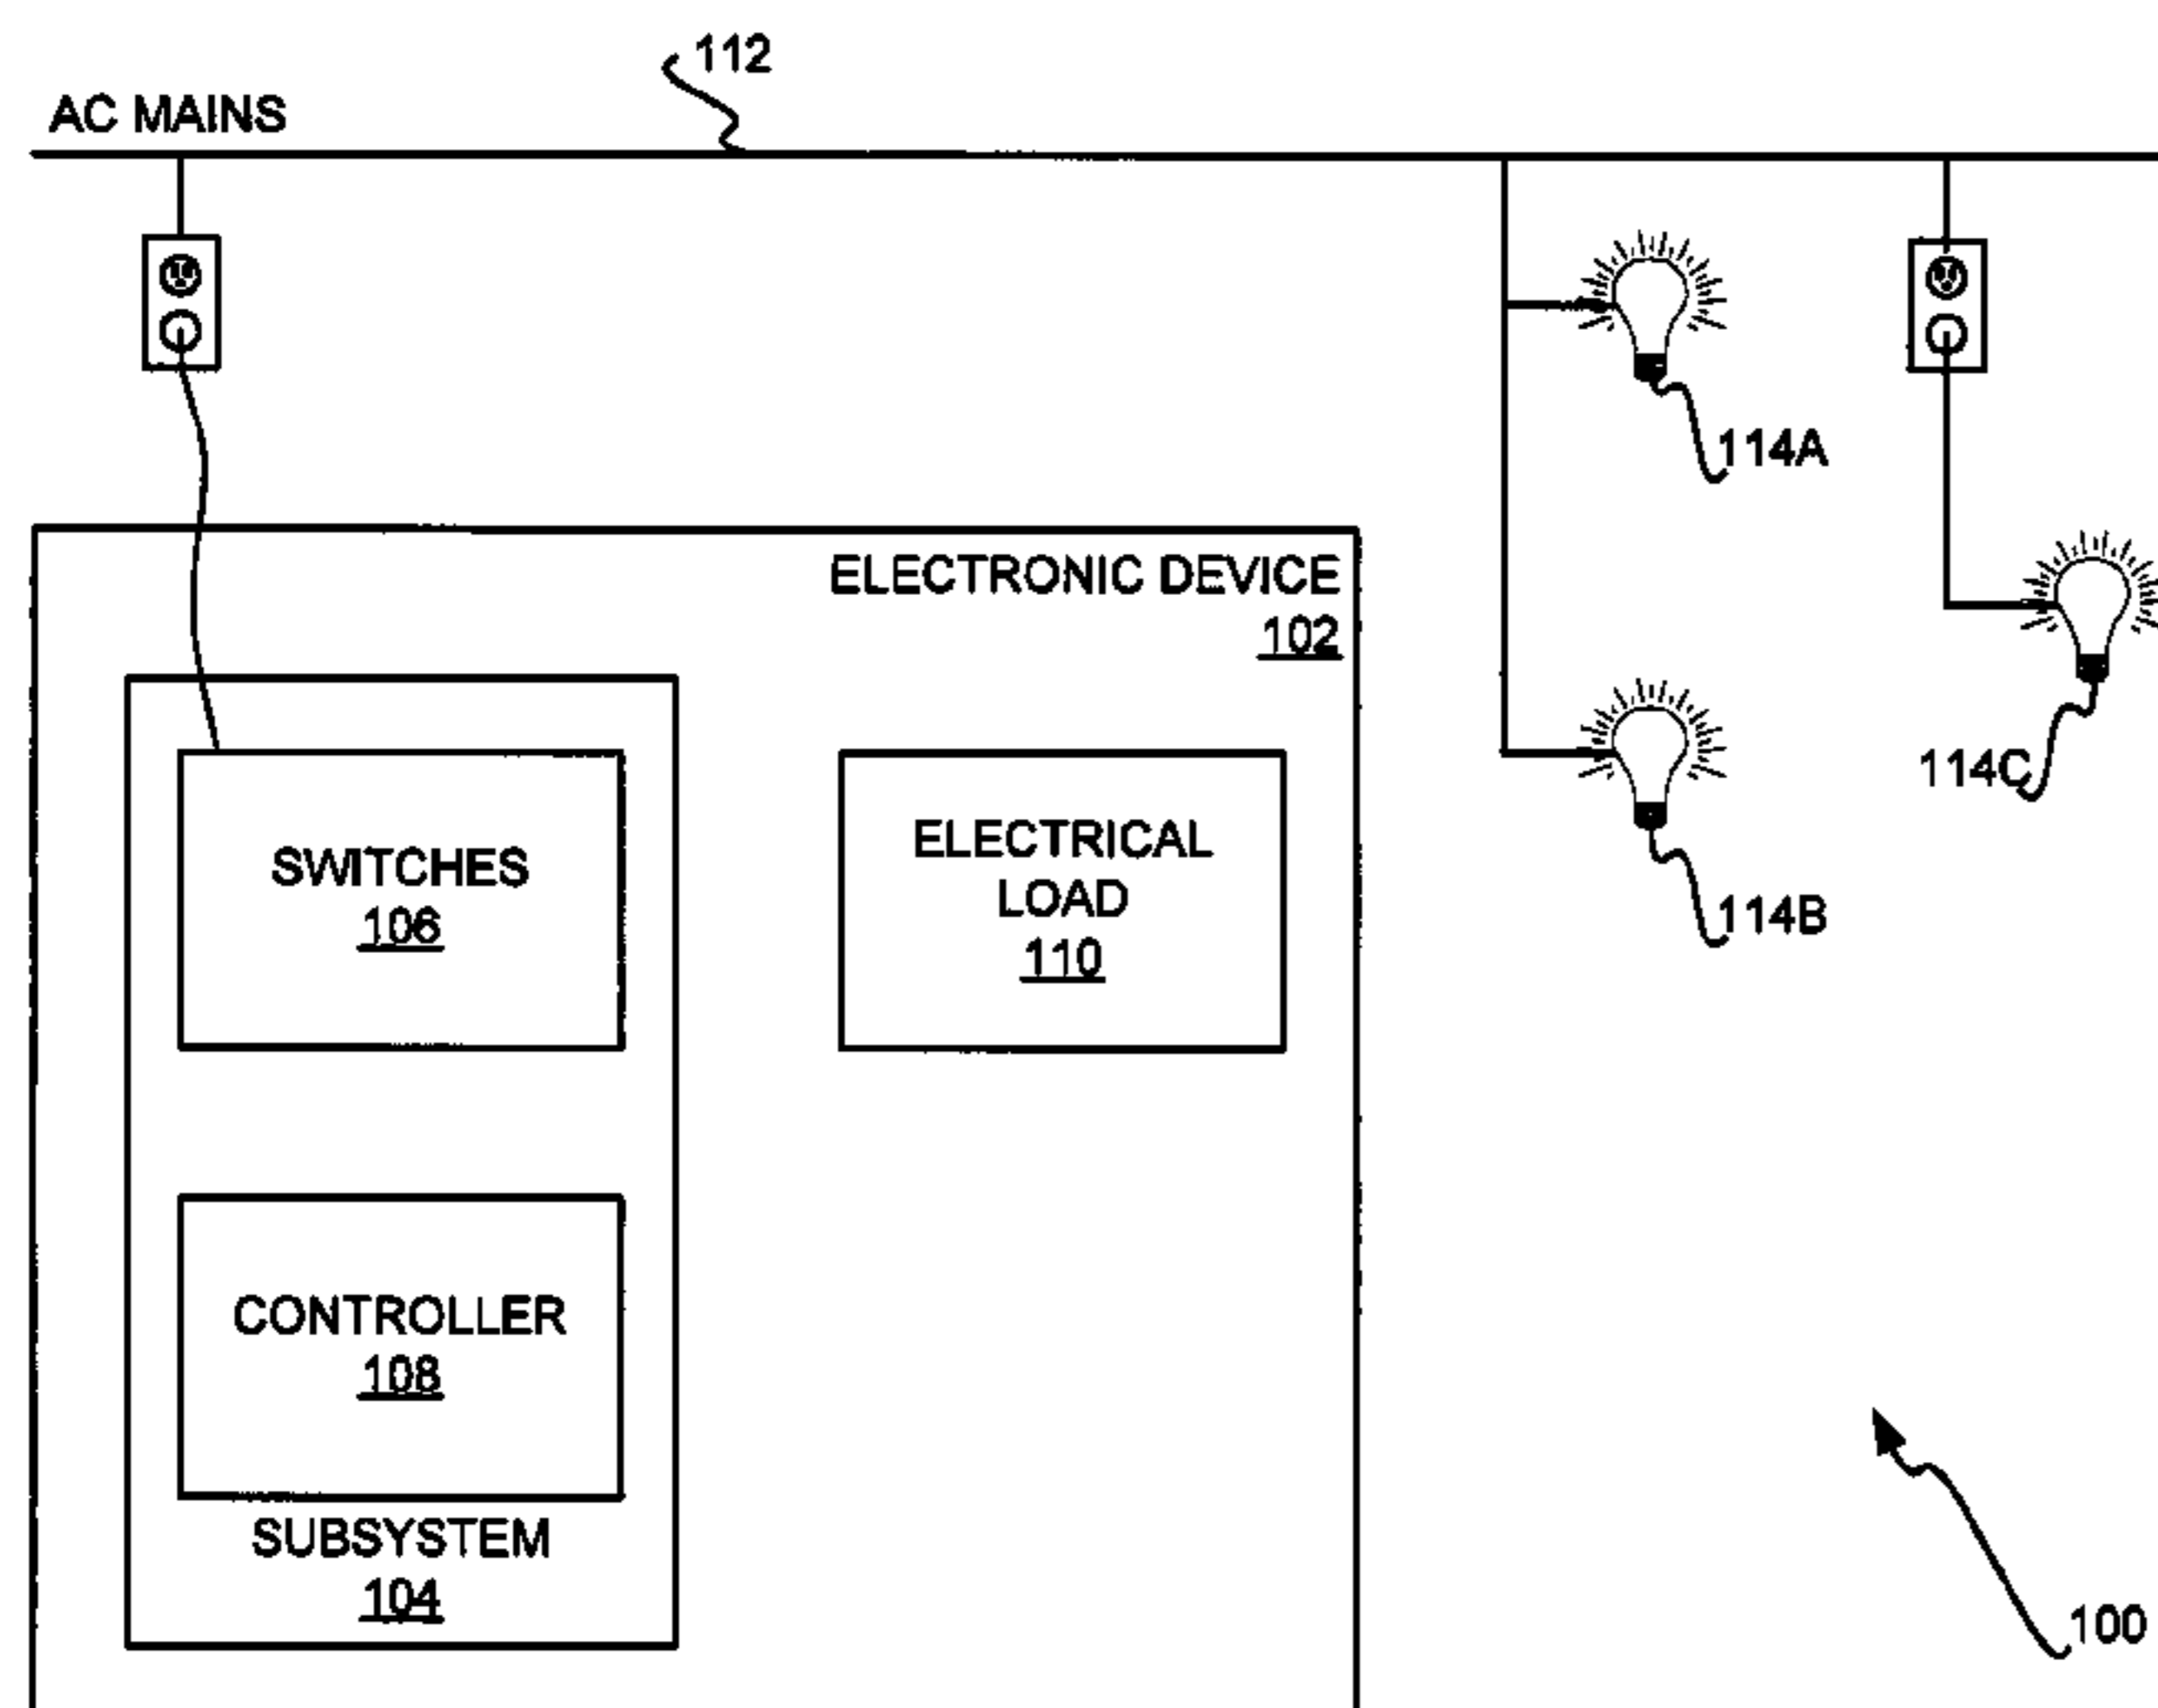 112
AC MAINS
114A
ELECTRONIC DEVICE
102
114C
SWITCHES
106
ELECTRICAL
LOAD
110
114B
CONTROLLER
108
SUBSYSTEM
104
100